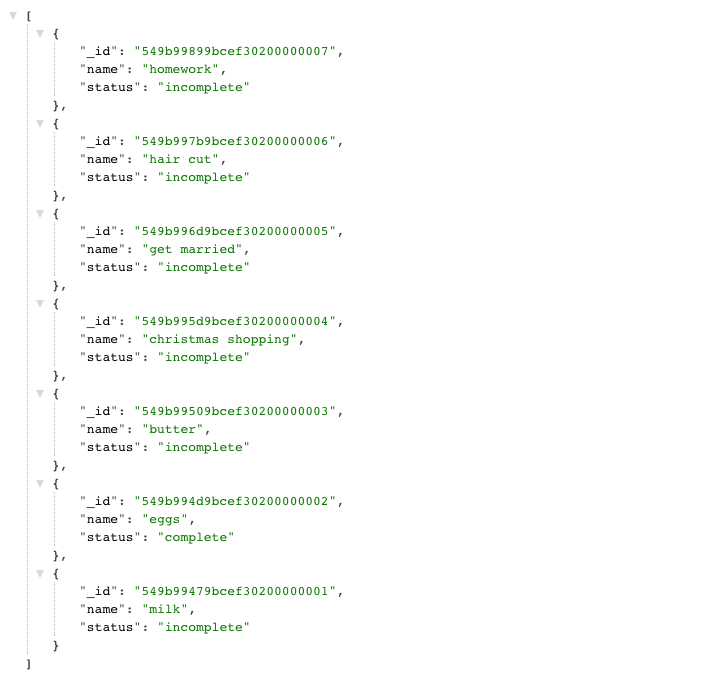 [
{
"_id": "549b99899bcef30200000007",
"name": "homework",
"status": "incomplete"
},
{
"_id": "549b997b9bcef30200000006",
"name": "hair cut",
"status": "incomplete"
},
{
"_id": "549b996d9bcef30200000005",
"name": "get married",
"status": "incomplete"
},
{
"_id": "549b995d9bcef30200000004",
"name": "christmas shopping",
"status": "incomplete"
},
{
"_id": "549b99509bcef30200000003",
"name": "butter",
"status": "incomplete"
},
{
"_id": "549b994d9bcef30200000002",
"name": "eggs",
"status": "complete"
},
{
"_id": "549b99479bcef30200000001",
"name": "milk",
"status": "incomplete"
}
]